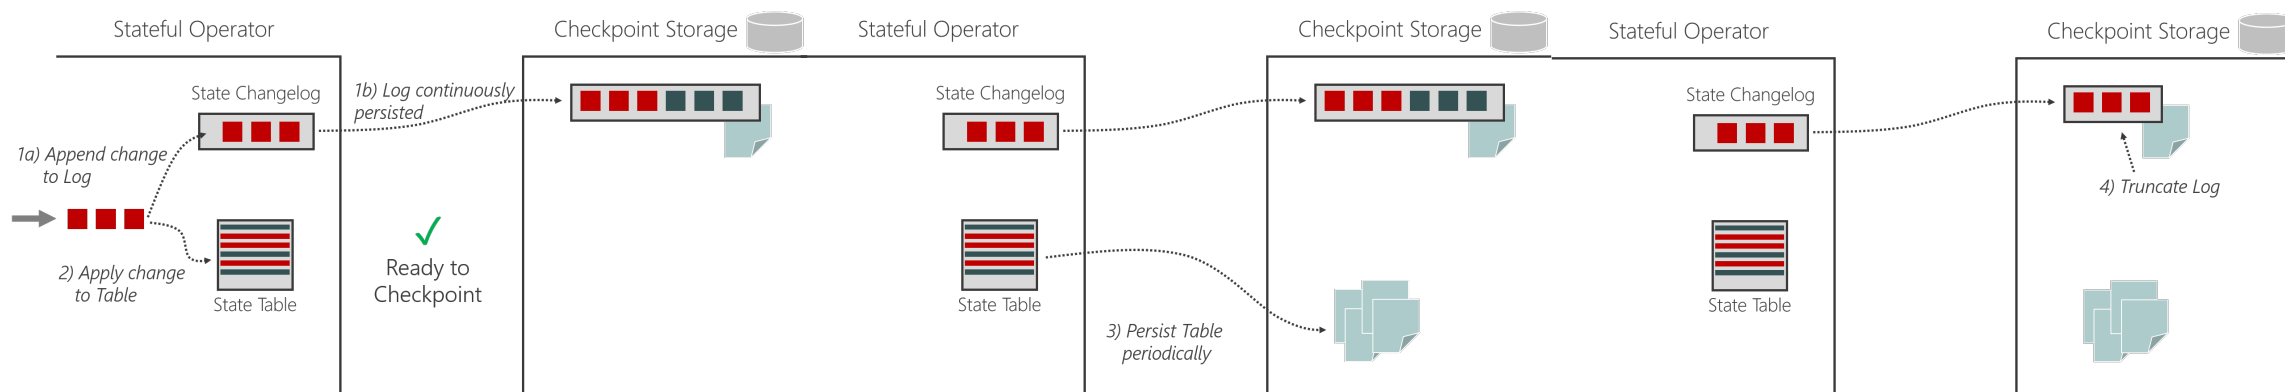 Stateful Operator
Checkpoint Storage
State Changelog
1b) Log continuously
persisted
1a) Append change
to Log
2) Apply change
to Table
State Table
✓
Ready to
Checkpoint
Stateful Operator
Checkpoint Storage
State Changelog
State Table
3) Persist Table
periodically
Stateful Operator
Checkpoint Storage
State Changelog
State Table
4) Truncate Log